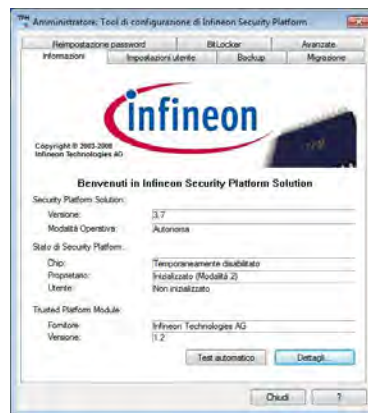 Amministratore: Tool di configurazione di Infineon Security Platform
Reimpostazione password BitLocker Avanzate
Informazioni Impostazioni utente Backup Migrazione
infineon
Copyright © 2003-2008
Infineon Technologies AG
Benvenuti in Infineon Security Platform Solution
Security Platform Solution:
Versione: 3.7
Modalità Operativa: Autonoma
Stato di Security Platform:
Chip: Temporaneamente disabilitato
Proprietario: Inizializzato (Modalità 2)
Utente: Non inizializzato
Trusted Platform Module:
Fornitore: Infineon Technologies AG
Versione: 1.2
Test automatico Dettagli...
Chiudi ?